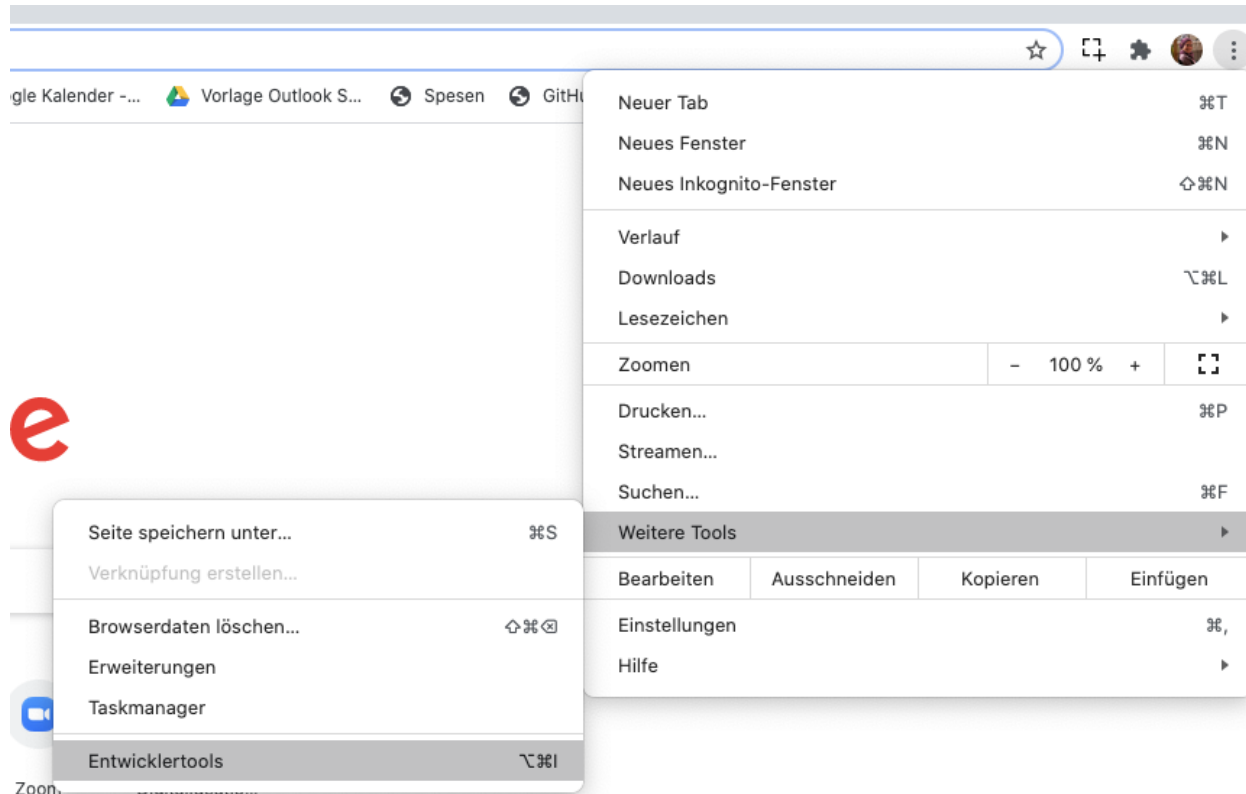 gle Kalender -... Vorlage Outlook S... Spesen GitHu
Neuer Tab ⌘T
Neues Fenster ⌘N
Neues Inkognito-Fenster ⇧⌘N
Verlauf
Downloads ⌥⌘L
Lesezeichen
Zoomen - 100 % +
Drucken... ⌘P
Streamen...
Suchen... ⌘F
Weitere Tools
Bearbeiten Ausschneiden Kopieren Einfügen
Einstellungen ⌘,
Hilfe
e
Seite speichern unter... ⌘S
Verknüpfung erstellen...
Browserdaten löschen... ⇧⌘⌫
Erweiterungen
Taskmanager
Entwicklertools ⌥⌘I
Zoom